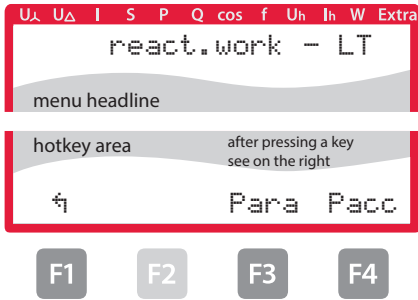 U⅄ U△ I S P Q cos f Uh Ih W Extra
react.work - LT
menu headline
hotkey area
after pressing a key
see on the right
↰ Para Pacc
F1 F2 F3 F4